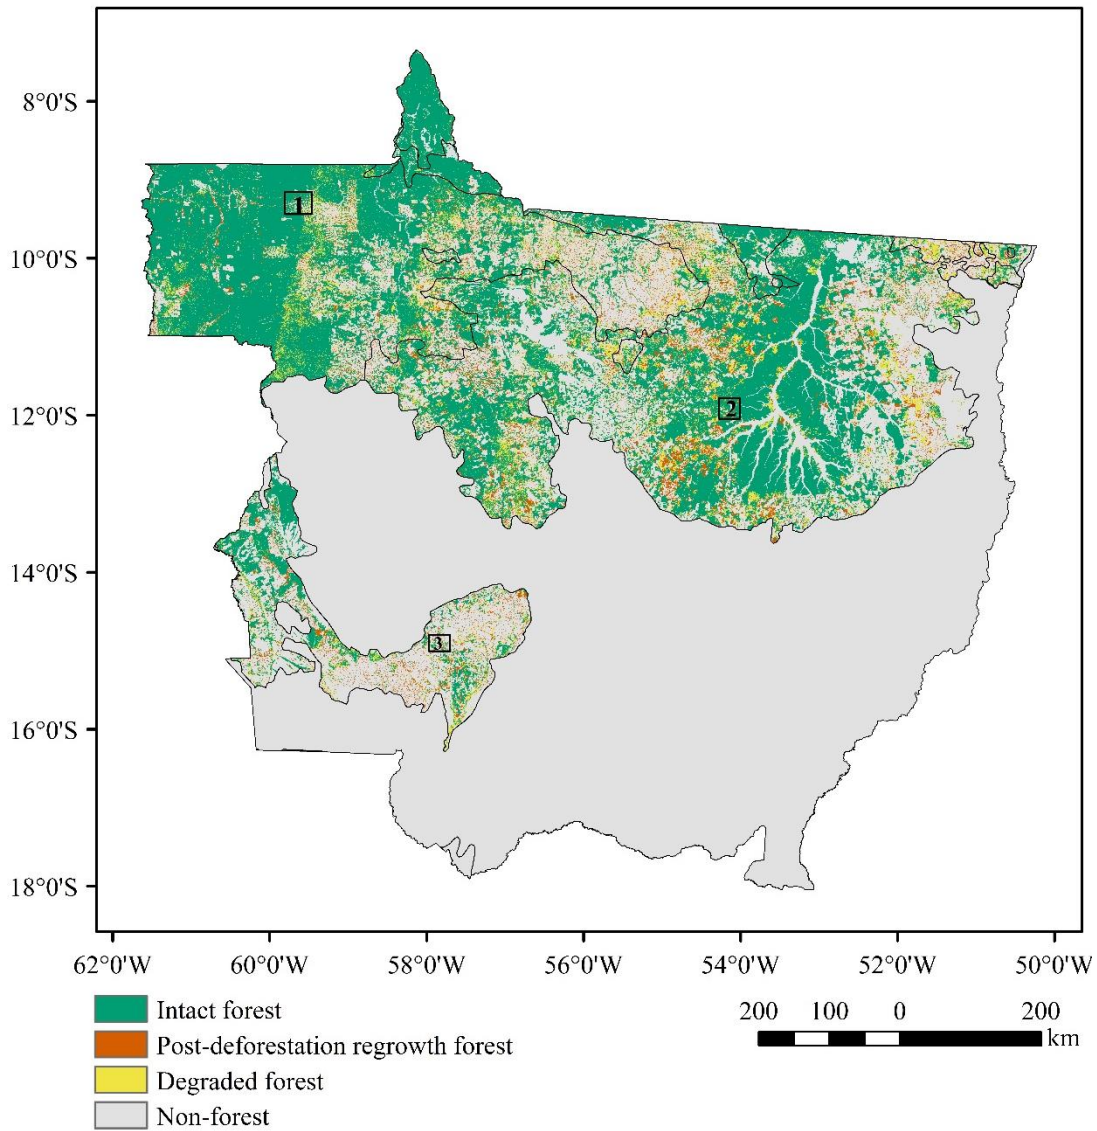 8°0'S
10°0'S
12°0'S
14°0'S
16°0'S
18°0'S
1
2
3
62°0'W 60°0'W 58°0'W 56°0'W 54°0'W 52°0'W 50°0'W
Intact forest
Post-deforestation regrowth forest
Degraded forest
Non-forest
200 100 0 200
km